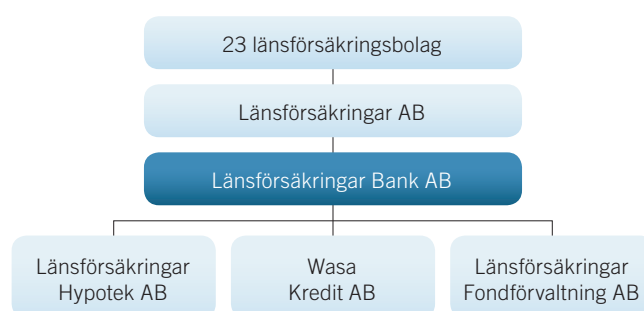 23 länsförsäkringsbolag
Länsförsäkringar AB
Länsförsäkringar Bank AB
Länsförsäkringar
Hypotek AB
Wasa
Kredit AB
Länsförsäkringar
Fondförvaltning AB